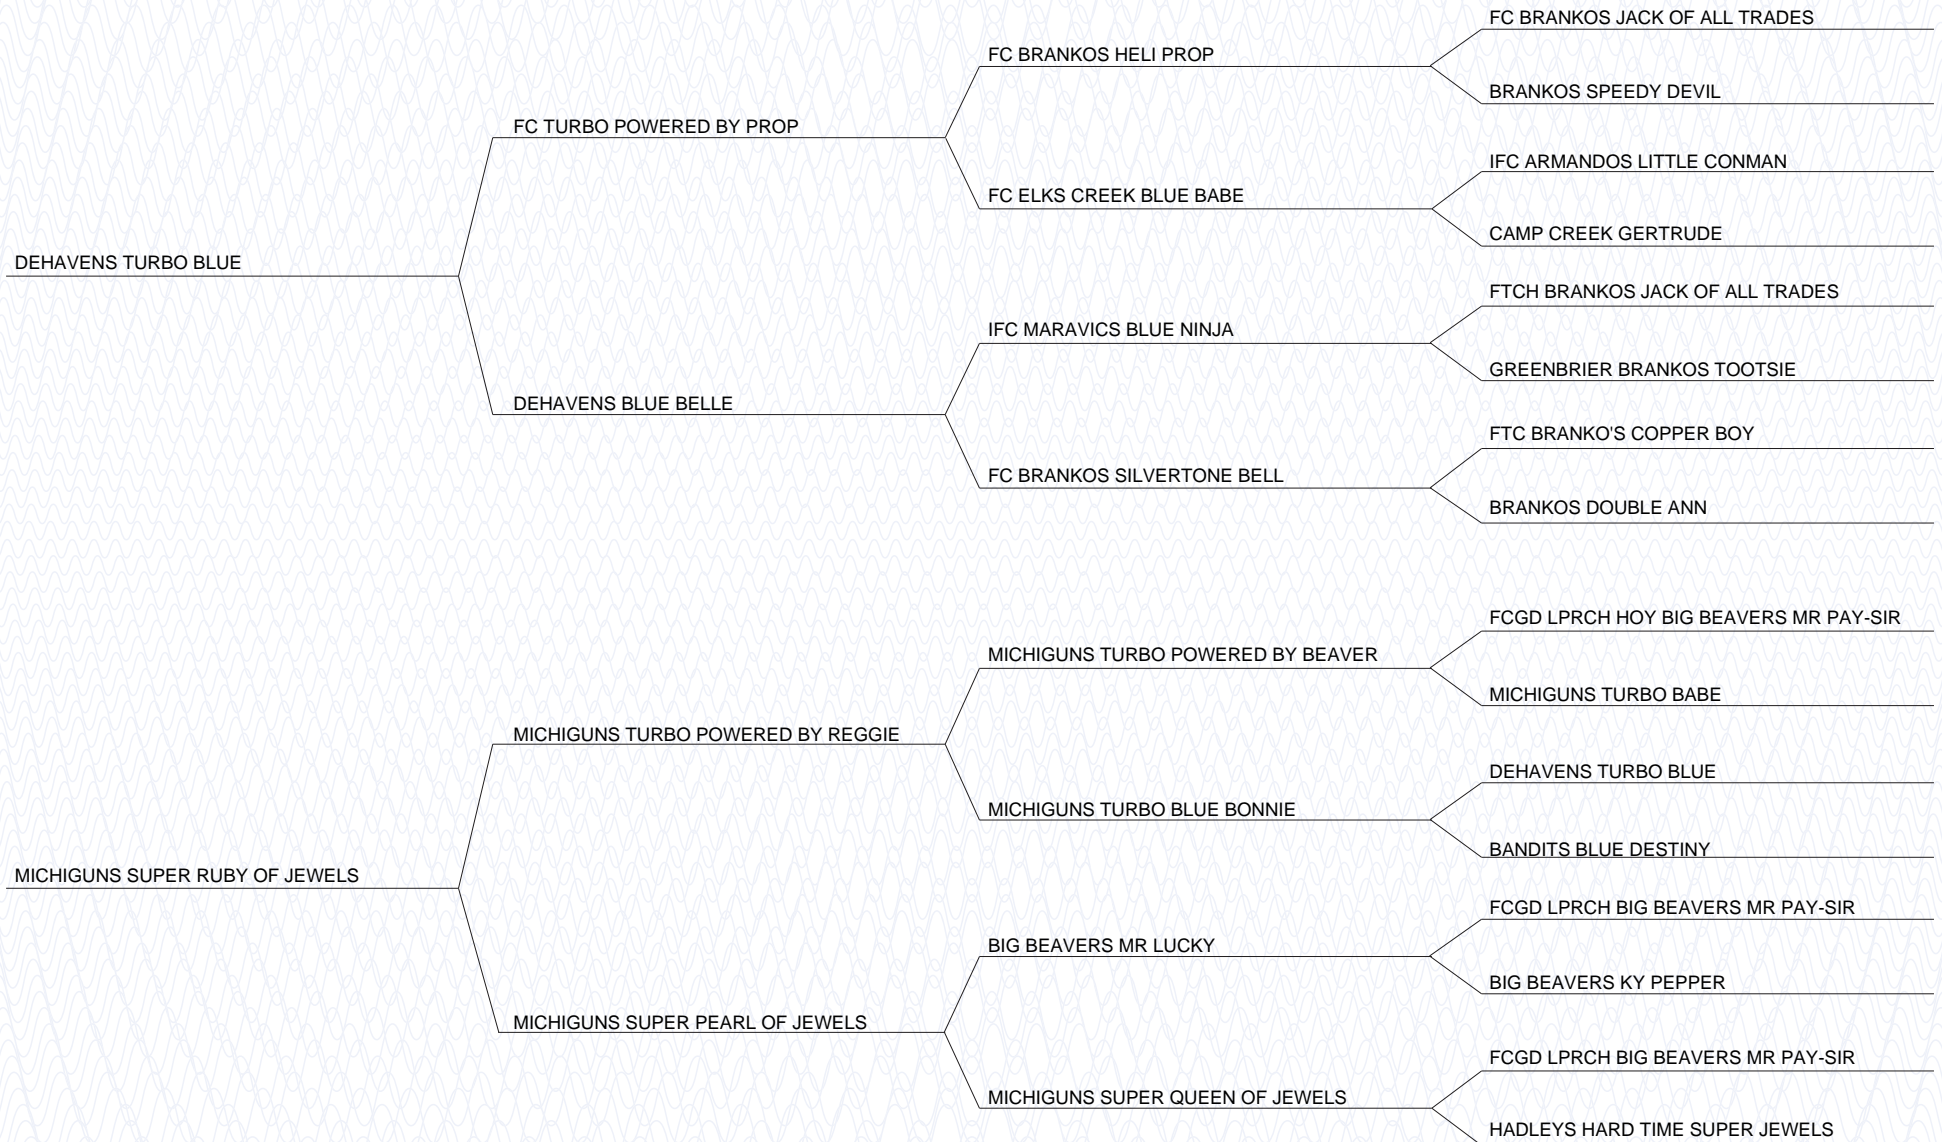 FC BRANKOS JACK OF ALL TRADES
FC BRANKOS HELI PROP
BRANKOS SPEEDY DEVIL
FC TURBO POWERED BY PROP
IFC ARMANDOS LITTLE CONMAN
FC ELKS CREEK BLUE BABE
CAMP CREEK GERTRUDE
DEHAVENS TURBO BLUE
FTCH BRANKOS JACK OF ALL TRADES
IFC MARAVICS BLUE NINJA
GREENBRIER BRANKOS TOOTSIE
DEHAVENS BLUE BELLE
FTC BRANKO'S COPPER BOY
FC BRANKOS SILVERTONE BELL
BRANKOS DOUBLE ANN
FCGD LPRCH HOY BIG BEAVERS MR PAY-SIR
MICHIGUNS TURBO POWERED BY BEAVER
MICHIGUNS TURBO BABE
MICHIGUNS TURBO POWERED BY REGGIE
DEHAVENS TURBO BLUE
MICHIGUNS TURBO BLUE BONNIE
BANDITS BLUE DESTINY
MICHIGUNS SUPER RUBY OF JEWELS
FCGD LPRCH BIG BEAVERS MR PAY-SIR
BIG BEAVERS MR LUCKY
BIG BEAVERS KY PEPPER
MICHIGUNS SUPER PEARL OF JEWELS
FCGD LPRCH BIG BEAVERS MR PAY-SIR
MICHIGUNS SUPER QUEEN OF JEWELS
HADLEYS HARD TIME SUPER JEWELS